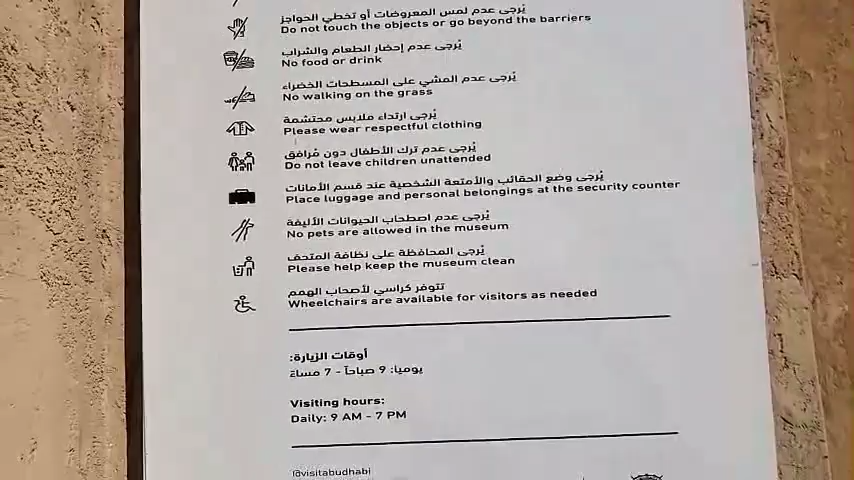 يُرجى عدم لمس المعروضات أو تخطي الحواجز
Do not touch the objects or go beyond the barriers
يُرجى عدم إحضار الطعام والشراب
No food or drink
يُرجى عدم المشي على المسطحات الخضراء
No walking on the grass
يُرجى ارتداء ملابس محتشمة
Please wear respectful clothing
يُرجى عدم ترك الأطفال دون مُرافق
Do not leave children unattended
يُرجى وضع الحقائب والأمتعة الشخصية عند قسم الأمانات
Place luggage and personal belongings at the security counter
يُرجى عدم اصطحاب الحيوانات الأليفة
No pets are allowed in the museum
يُرجى المحافظة على نظافة المتحف
Please help keep the museum clean
تتوفر كراسي لأصحاب الهمم
Wheelchairs are available for visitors as needed
أوقات الزيارة:
يوميا: 9 صباحاً - 7 مساءً
Visiting hours:
Daily: 9 AM - 7 PM
@visitabudhabi